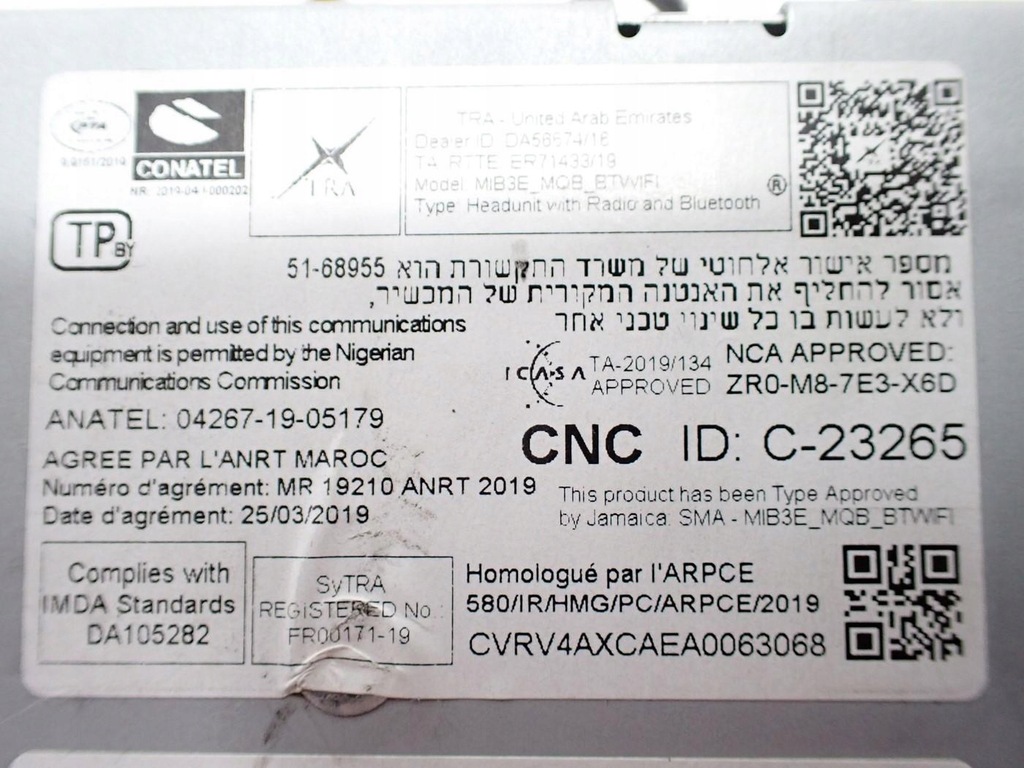 CONATEL
TRA
TRA - United Arab Emirates
Dealer ID: DA56674/16
TA RTTE ER71433/19
Model: MIB3E_MQB_BTWIFI
Type: Headunit with Radio and Bluetooth ®
TP BY
מספר אישור אלחוטי של משרד התקשורת הוא 51-68955
אסור להחליף את האנטנה המקורית של המכשיר,
ולא לעשות בו כל שינוי טכני אחר
Connection and use of this communications
equipment is permitted by the Nigerian
Communications Commission
ICASA TA-2019/134
APPROVED
NCA APPROVED:
ZR0-M8-7E3-X6D
ANATEL: 04267-19-05179
CNC ID: C-23265
AGREE PAR L'ANRT MAROC
Numéro d'agrément: MR 19210 ANRT 2019
Date d'agrément: 25/03/2019
This product has been Type Approved
by Jamaica: SMA - MIB3E_MQB_BTWIFI
Complies with
IMDA Standards
DA105282
SyTRA
REGISTERED No.:
FR00171-19
Homologué par l'ARPCE
580/IR/HMG/PC/ARPCE/2019
CVRV4AXCAEA0063068